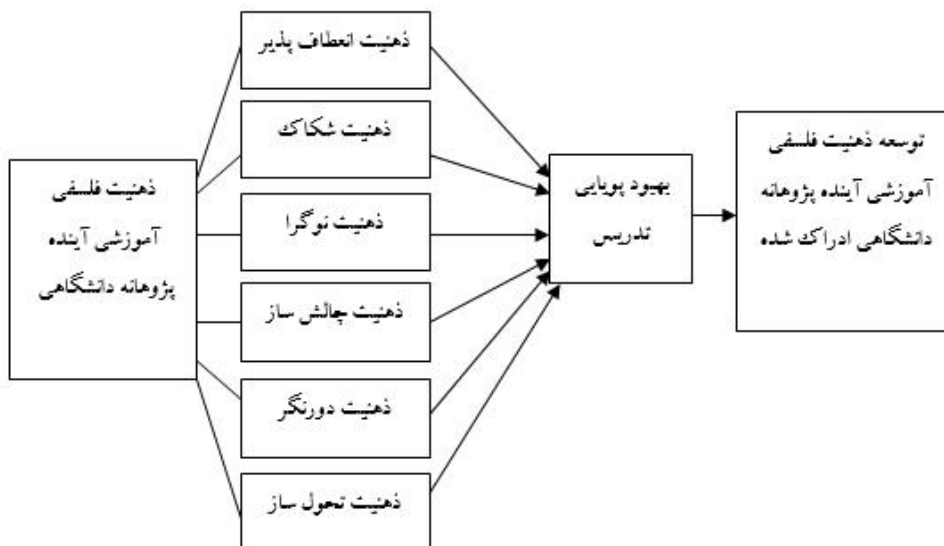 ذهنیت انعطاف پذیر
ذهنیت شکاک
ذهنیت نوگرا
ذهنیت چالش ساز
ذهنیت دورنگر
ذهنیت تحول ساز
ذهنیت فلسفی
آموزشی آینده
پژوهانه دانشگاهی
بهبود پویایی
تدریس
توسعه ذهنیت فلسفی
آموزشی آینده پژوهانه
دانشگاهی ادراک شده